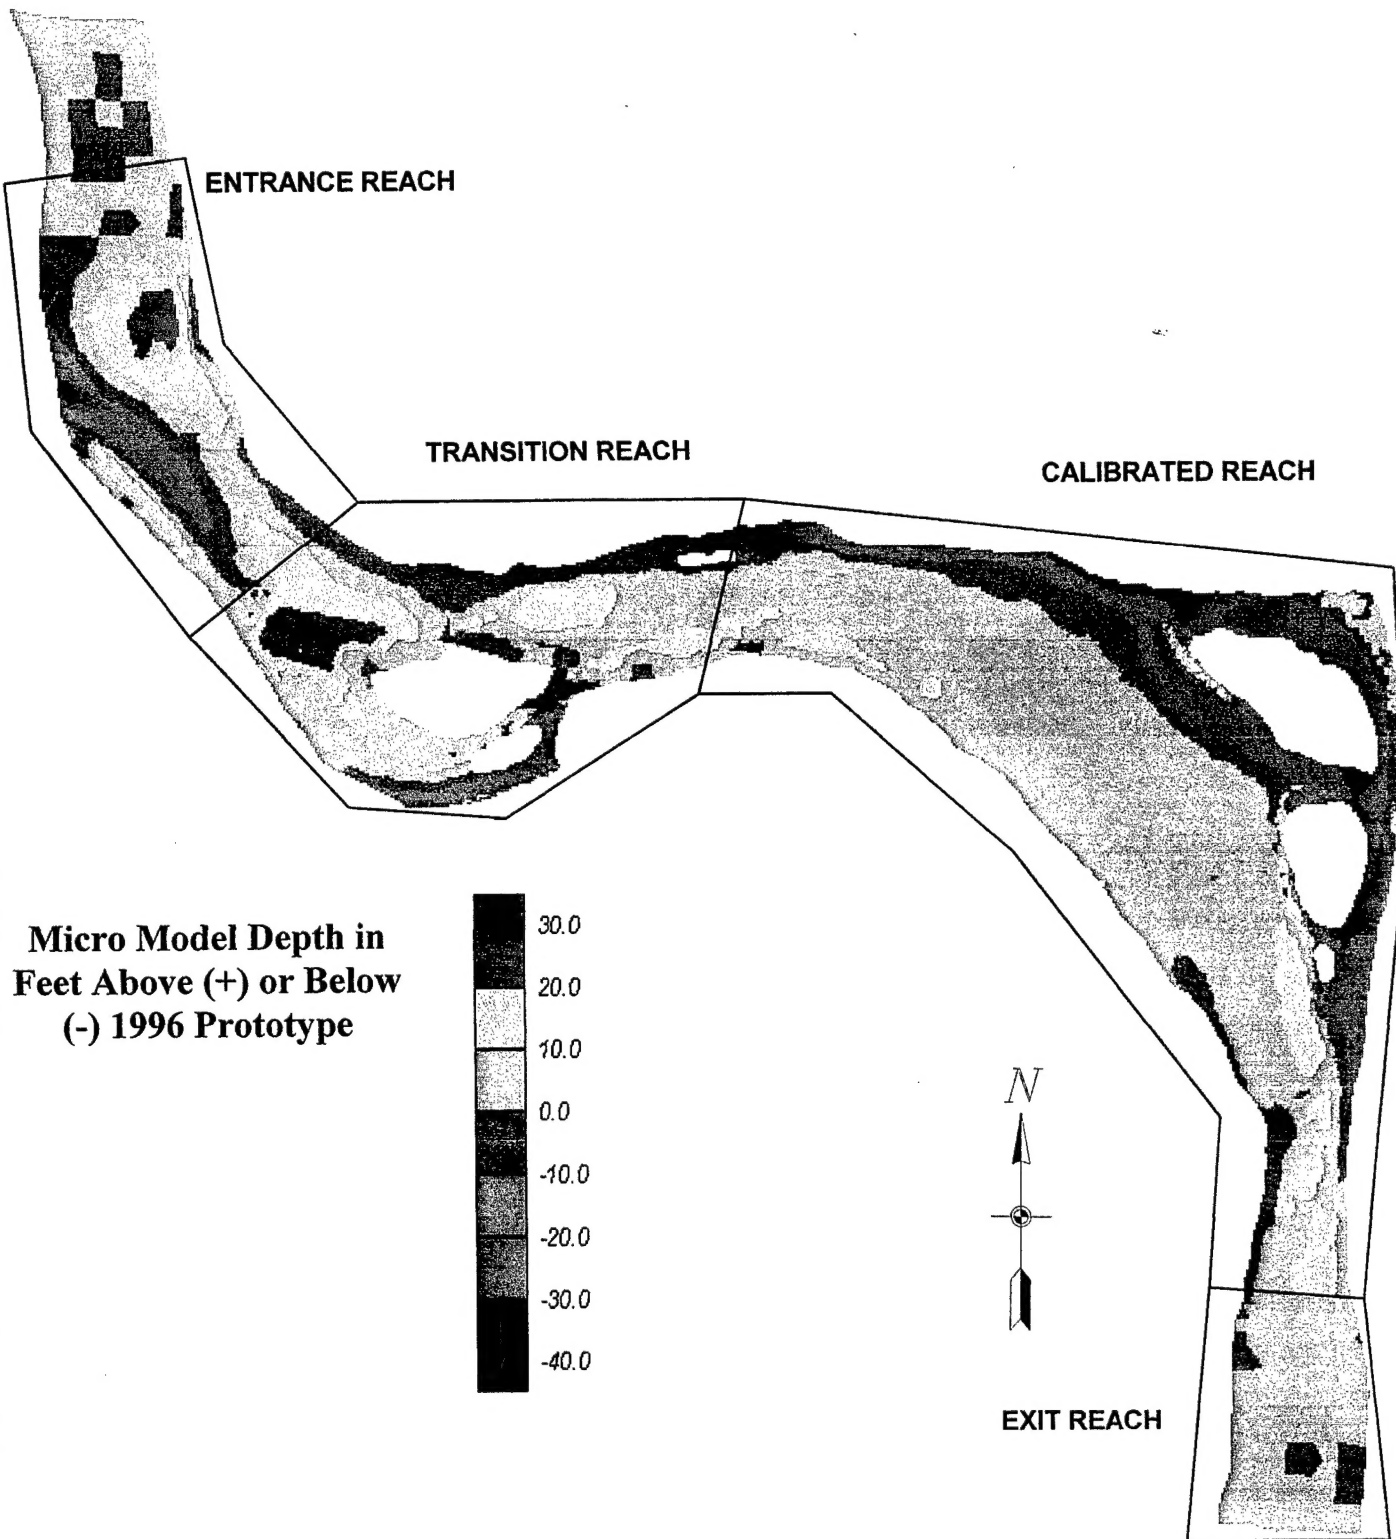 ENTRANCE REACH
TRANSITION REACH
CALIBRATED REACH
Micro Model Depth in
Feet Above (+) or Below
(-) 1996 Prototype
30.0
20.0
10.0
0.0
-10.0
-20.0
-30.0
-40.0
N
EXIT REACH